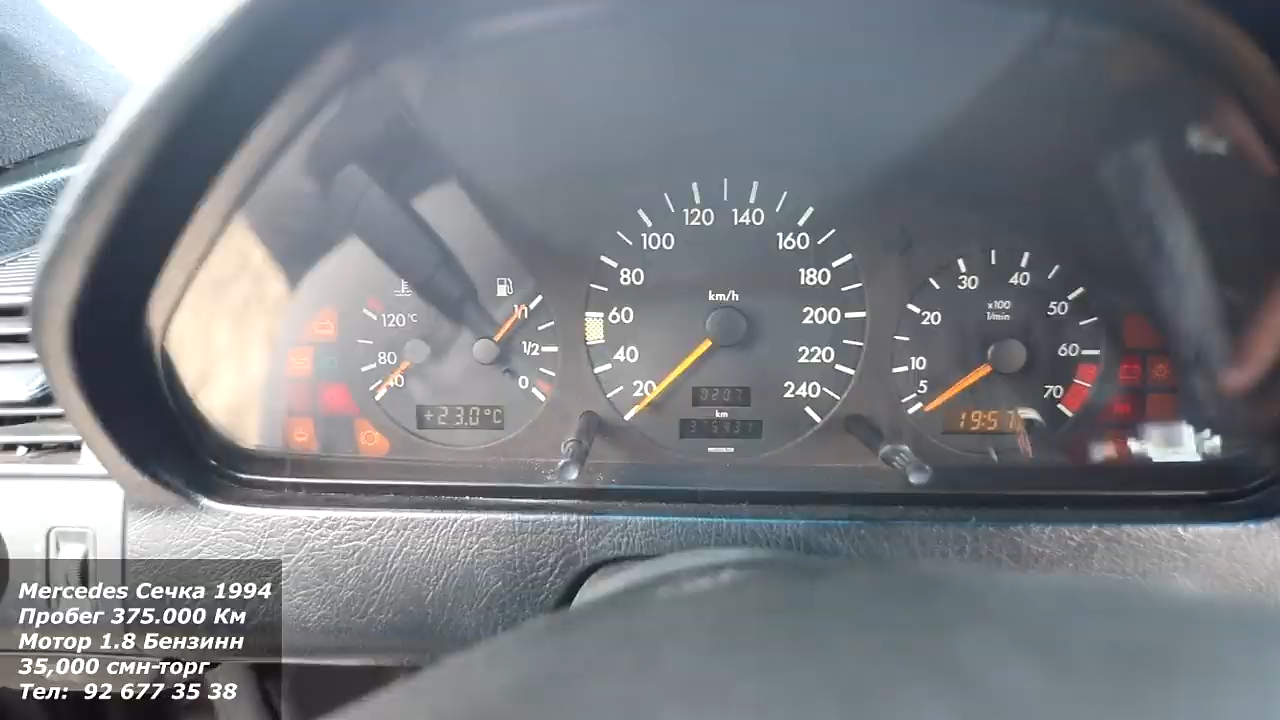 120 140
100 160
80 180
60 200
40 220
20 240
km/h
km
120°C
80
40
1/1
1/2
0
+23.0°C
30 40
20 50
x100
1/min
10 60
5 70
19:57
Mercedes Сечка 1994
Пробег 375.000 Км
Мотор 1.8 Бензинн
35,000 смн-торг
Тел: 92 677 35 38